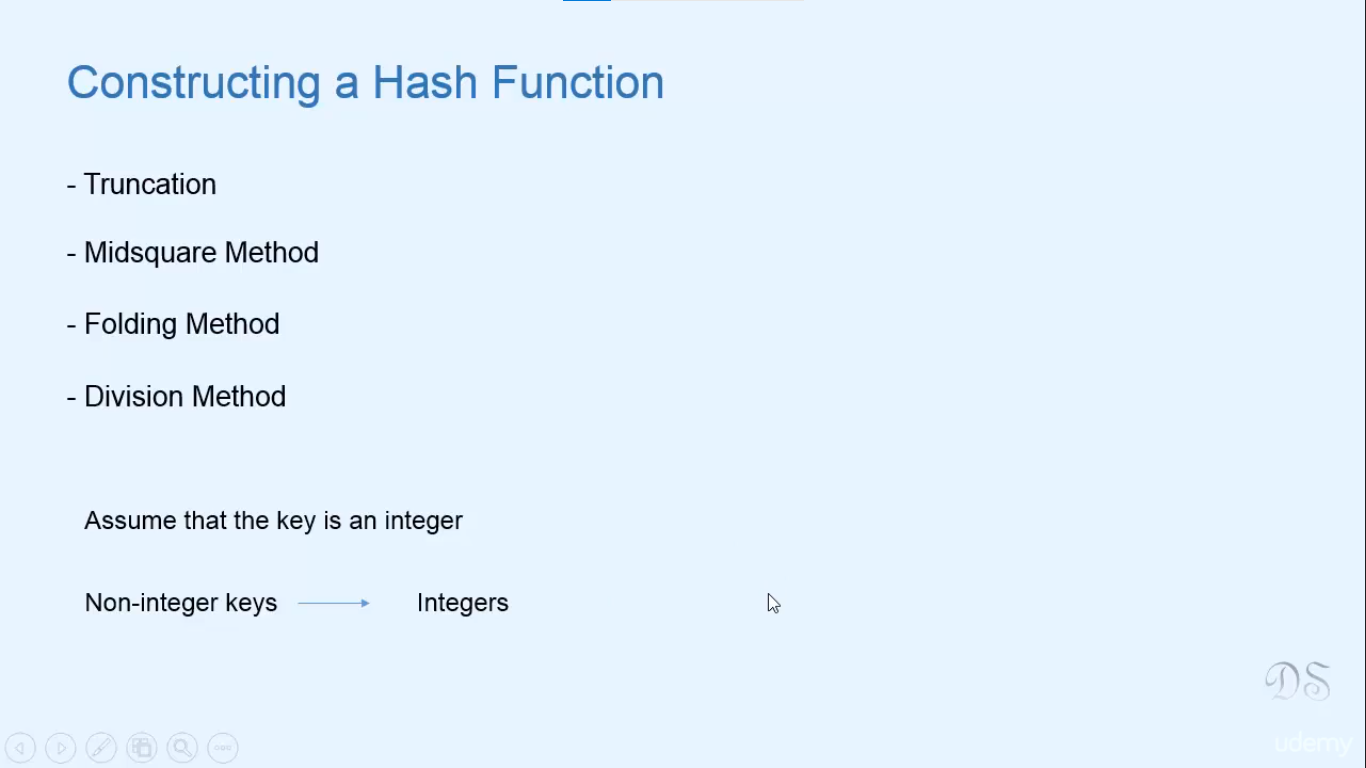 Constructing a Hash Function
- Truncation
- Midsquare Method
- Folding Method
- Division Method
Assume that the key is an integer
Non-integer keys → Integers
DS
udemy